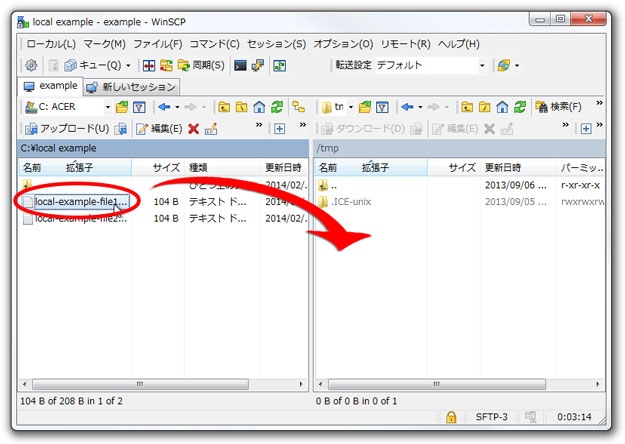 local example - example - WinSCP
ローカル(L) マーク(M) ファイル(F) コマンド(C) セッション(S) オプション(O) リモート(R) ヘルプ(H)
キュー(Q) 同期(S) 転送設定 デフォルト
example 新しいセッション
C: ACER 検索(F)
アップロード(U) 編集(E) ダウンロード(D) 編集(E)
C:¥local example /tmp
名前 拡張子 サイズ 種類 更新日時 名前 拡張子 サイズ 更新日時 パーミッ...
2014/02/... .. 2013/09/06 ... r-xr-xr-x
local-example-file1... 104 B テキスト ド... 2014/02/... .ICE-unix 2013/09/05 ... rwxrwxrw
local-example-file2... 104 B テキスト ド... 2014/02/...
104 B of 208 B in 1 of 2 0 B of 0 B in 0 of 1
SFTP-3 0:03:14